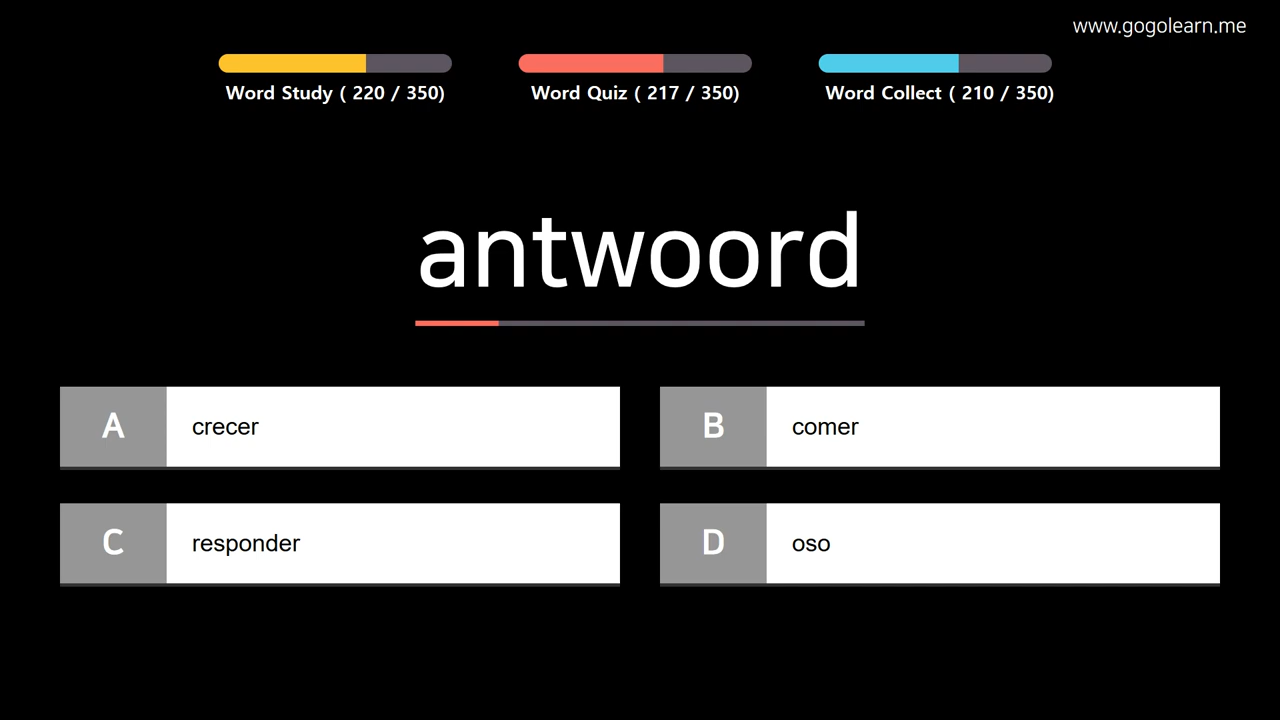 www.gogolearn.me
Word Study ( 220 / 350)
Word Quiz ( 217 / 350)
Word Collect ( 210 / 350)
antwoord
A crecer
B comer
C responder
D oso